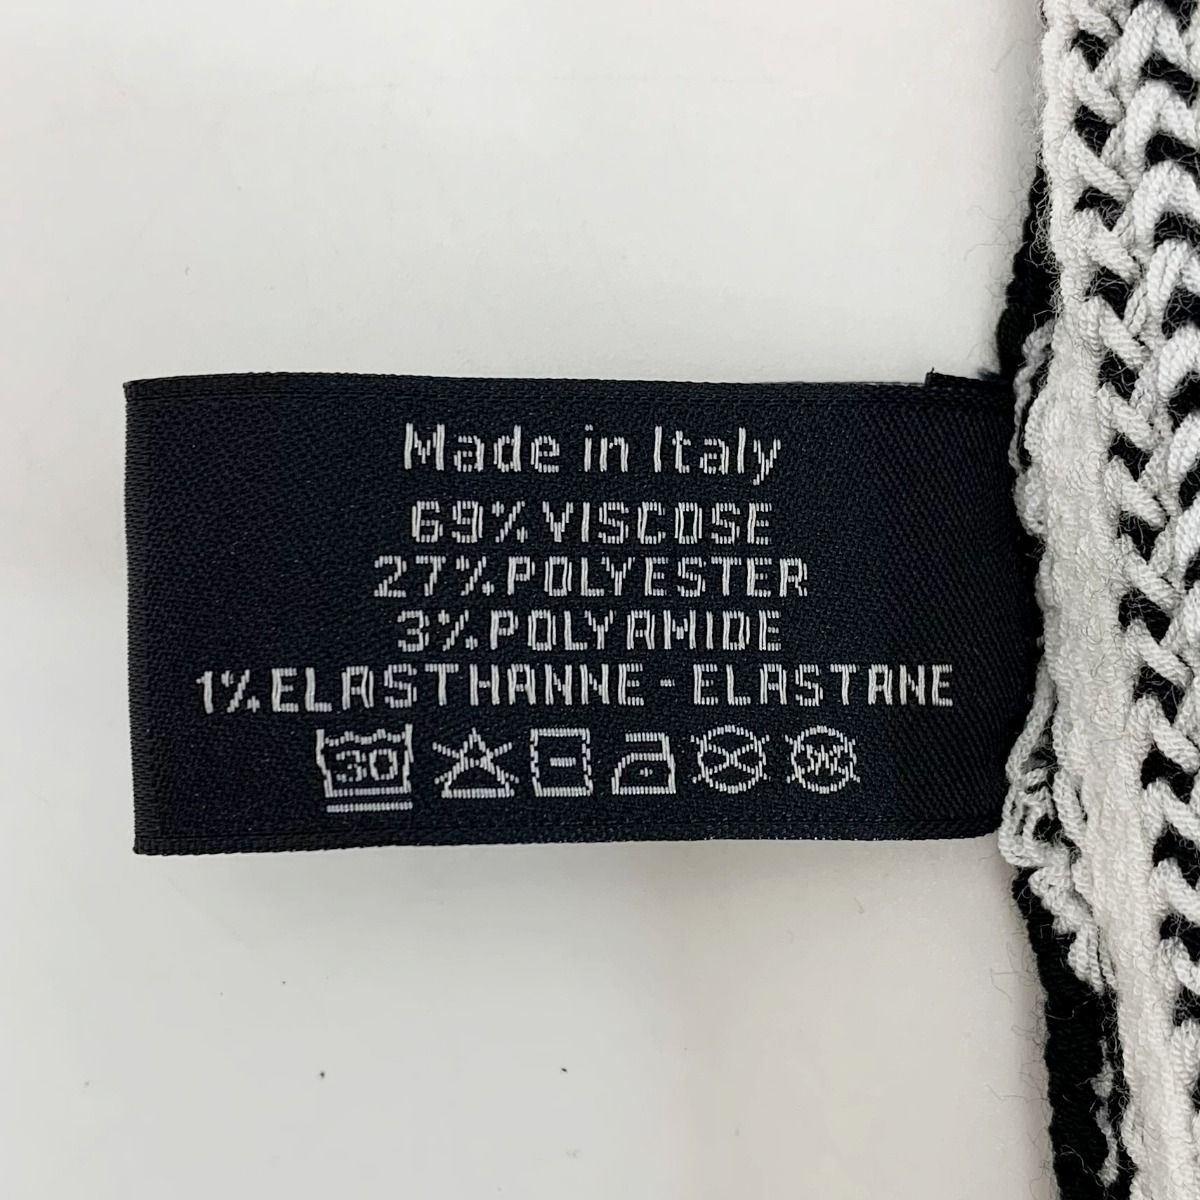 Made in Italy
69% VISCOSE
27% POLYESTER
3% POLYAMIDE
1% ELASTHANNE - ELASTANE
30
W